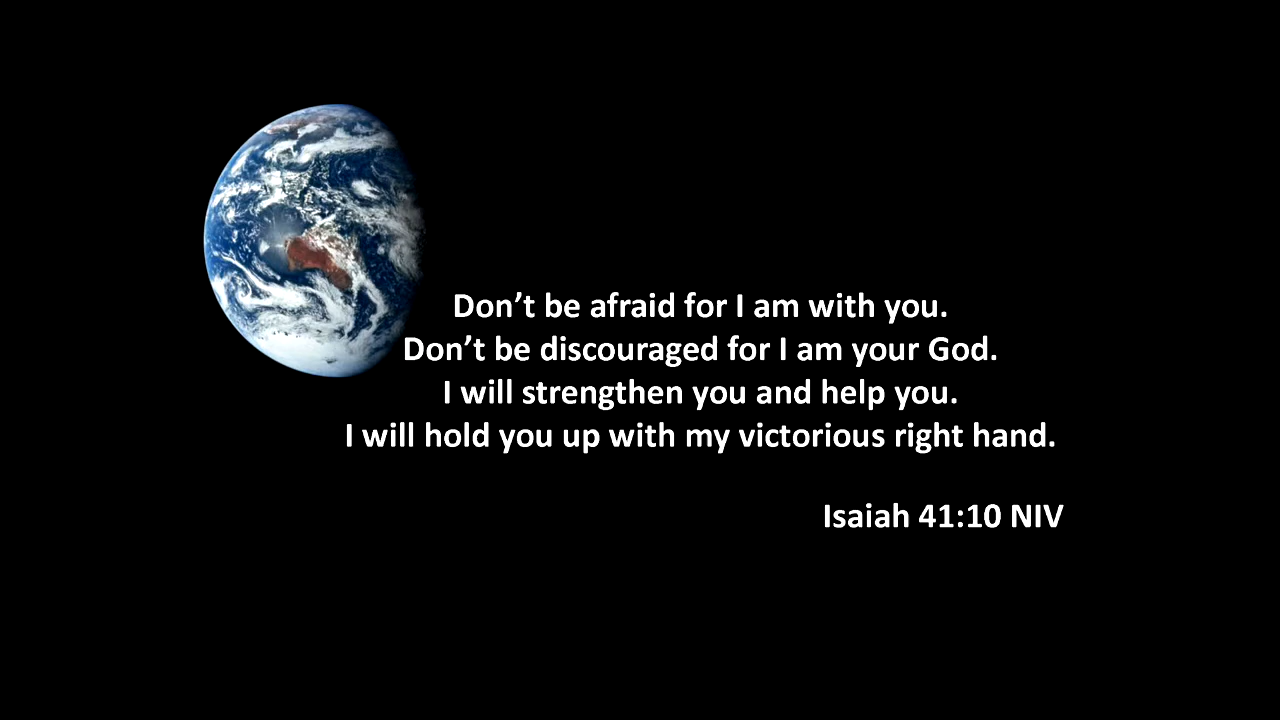 Don’t be afraid for I am with you.
Don’t be discouraged for I am your God.
I will strengthen you and help you.
I will hold you up with my victorious right hand.
Isaiah 41:10 NIV